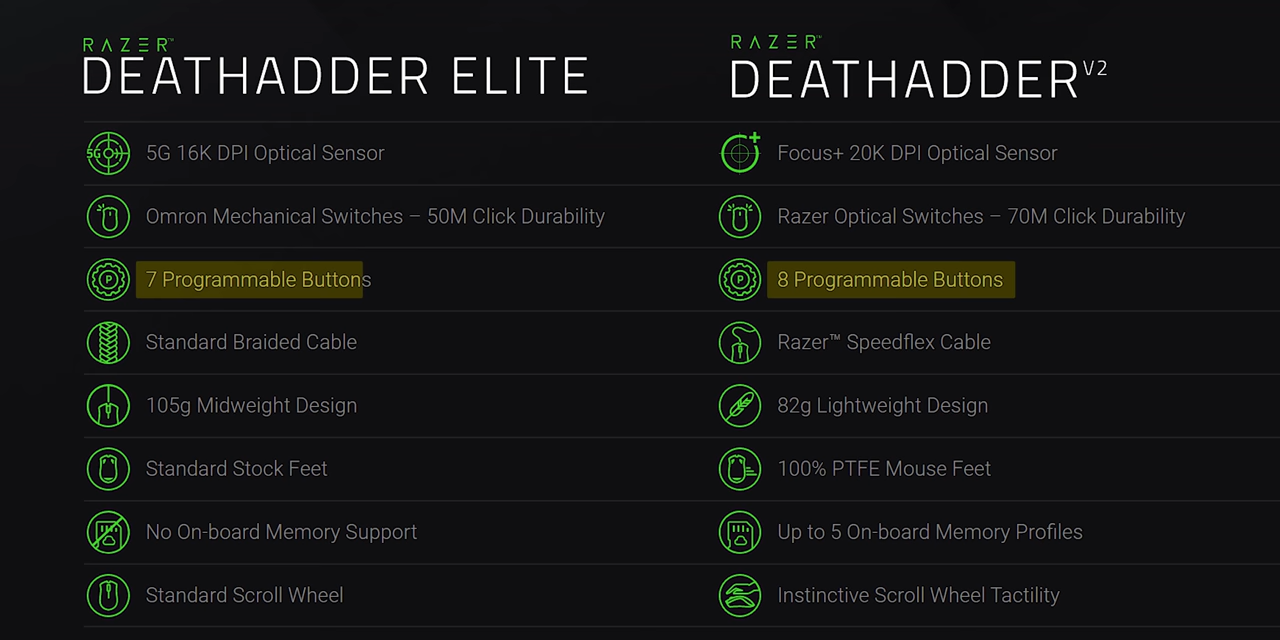 RAZER™
DEATHADDER ELITE
5G
5G 16K DPI Optical Sensor
Omron Mechanical Switches – 50M Click Durability
P
7 Programmable Buttons
Standard Braided Cable
105g Midweight Design
Standard Stock Feet
No On-board Memory Support
Standard Scroll Wheel
RAZER™
DEATHADDER V2
Focus+ 20K DPI Optical Sensor
Razer Optical Switches – 70M Click Durability
P
8 Programmable Buttons
Razer™ Speedflex Cable
82g Lightweight Design
100% PTFE Mouse Feet
Up to 5 On-board Memory Profiles
Instinctive Scroll Wheel Tactility